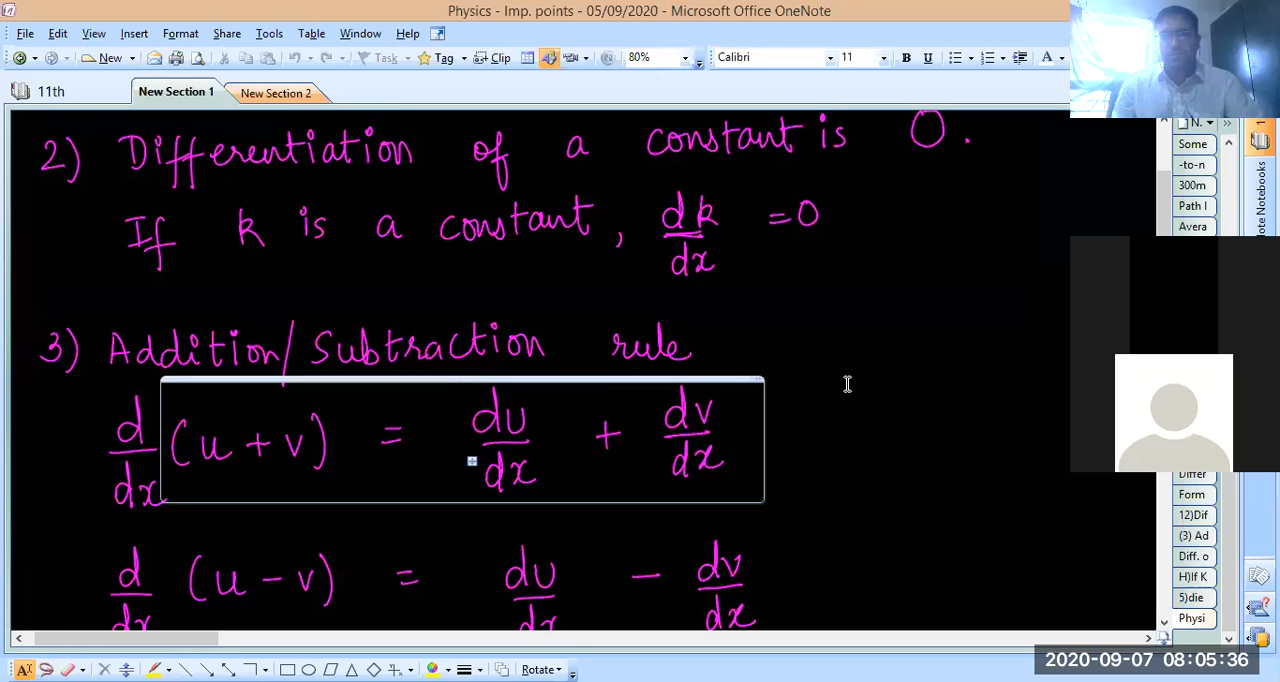 Physics - Imp. points - 05/09/2020 - Microsoft Office OneNote
File Edit View Insert Format Share Tools Table Window Help
New Task Tag Clip 80% Calibri 11 B U A
11th New Section 1 New Section 2
2) Differentiation of a constant is 0.
If k is a constant, dk/dx = 0
3) Addition/Subtraction rule
d/dx (u + v) = du/dx + dv/dx
d/dx (u - v) = du/dx - dv/dx
N.
Some
-to-n
300m
Path I
Avera
Differ
Form
12)Dif
(3) Ad
Diff. o
H)If K
5)die
Physi
Note Notebooks
A Rotate
2020-09-07 08:05:36